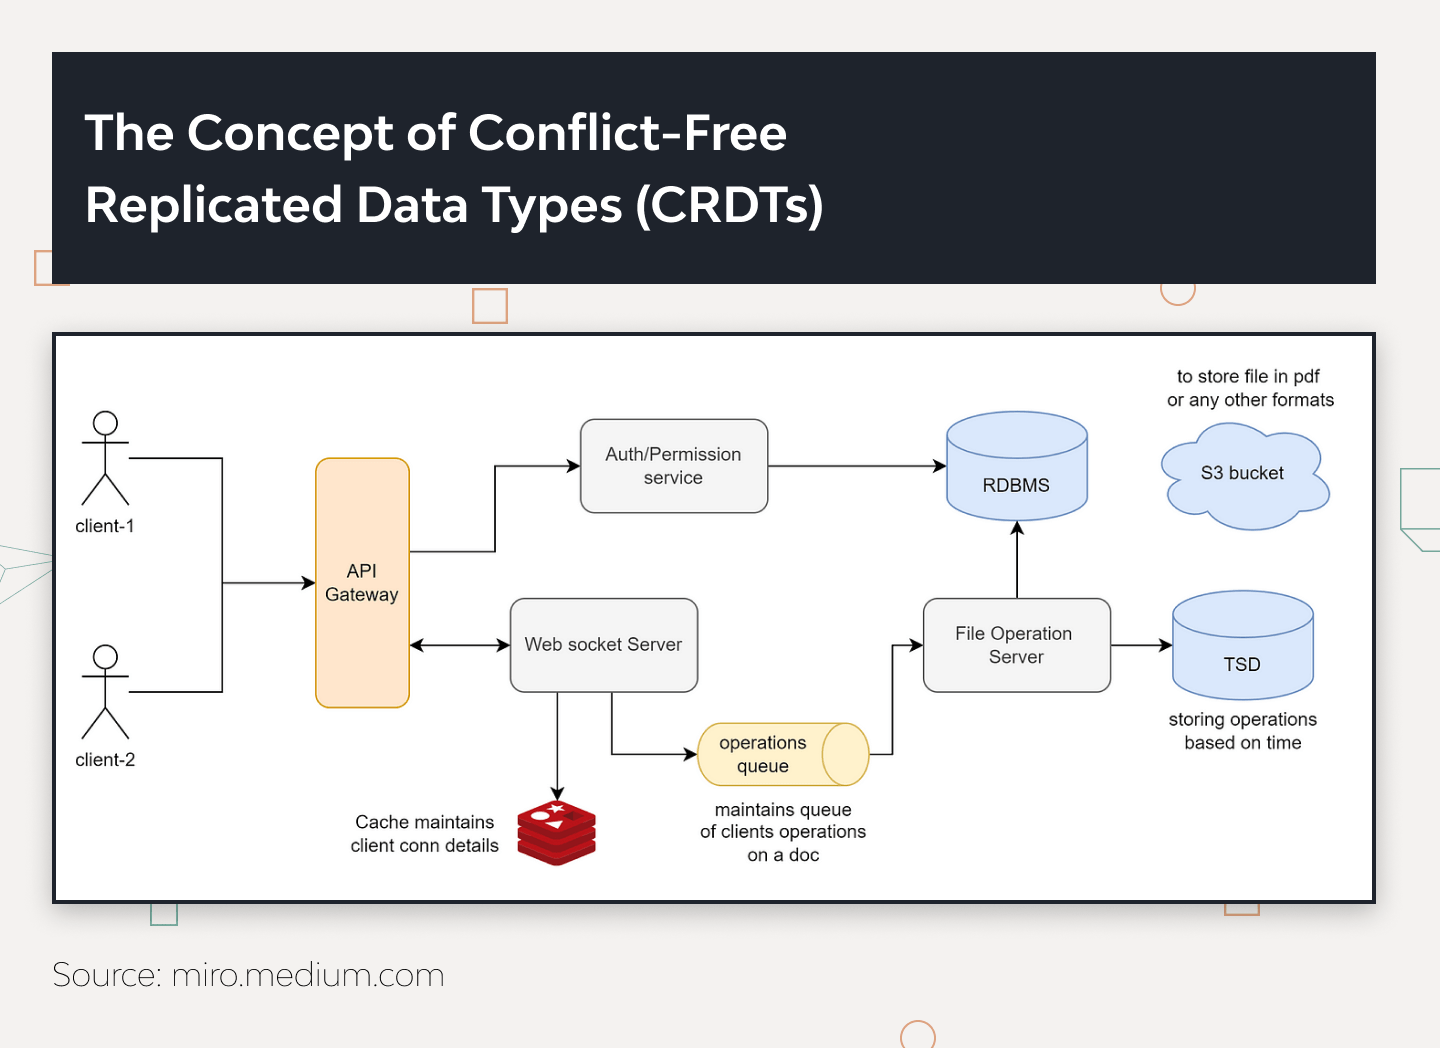 The Concept of Conflict-Free
Replicated Data Types (CRDTs)
to store file in pdf
or any other formats
client-1
API
Gateway
Auth/Permission
service
RDBMS
S3 bucket
client-2
Web socket Server
File Operation
Server
TSD
storing operations
based on time
operations
queue
maintains queue
of clients operations
on a doc
Cache maintains
client conn details
Source: miro.medium.com